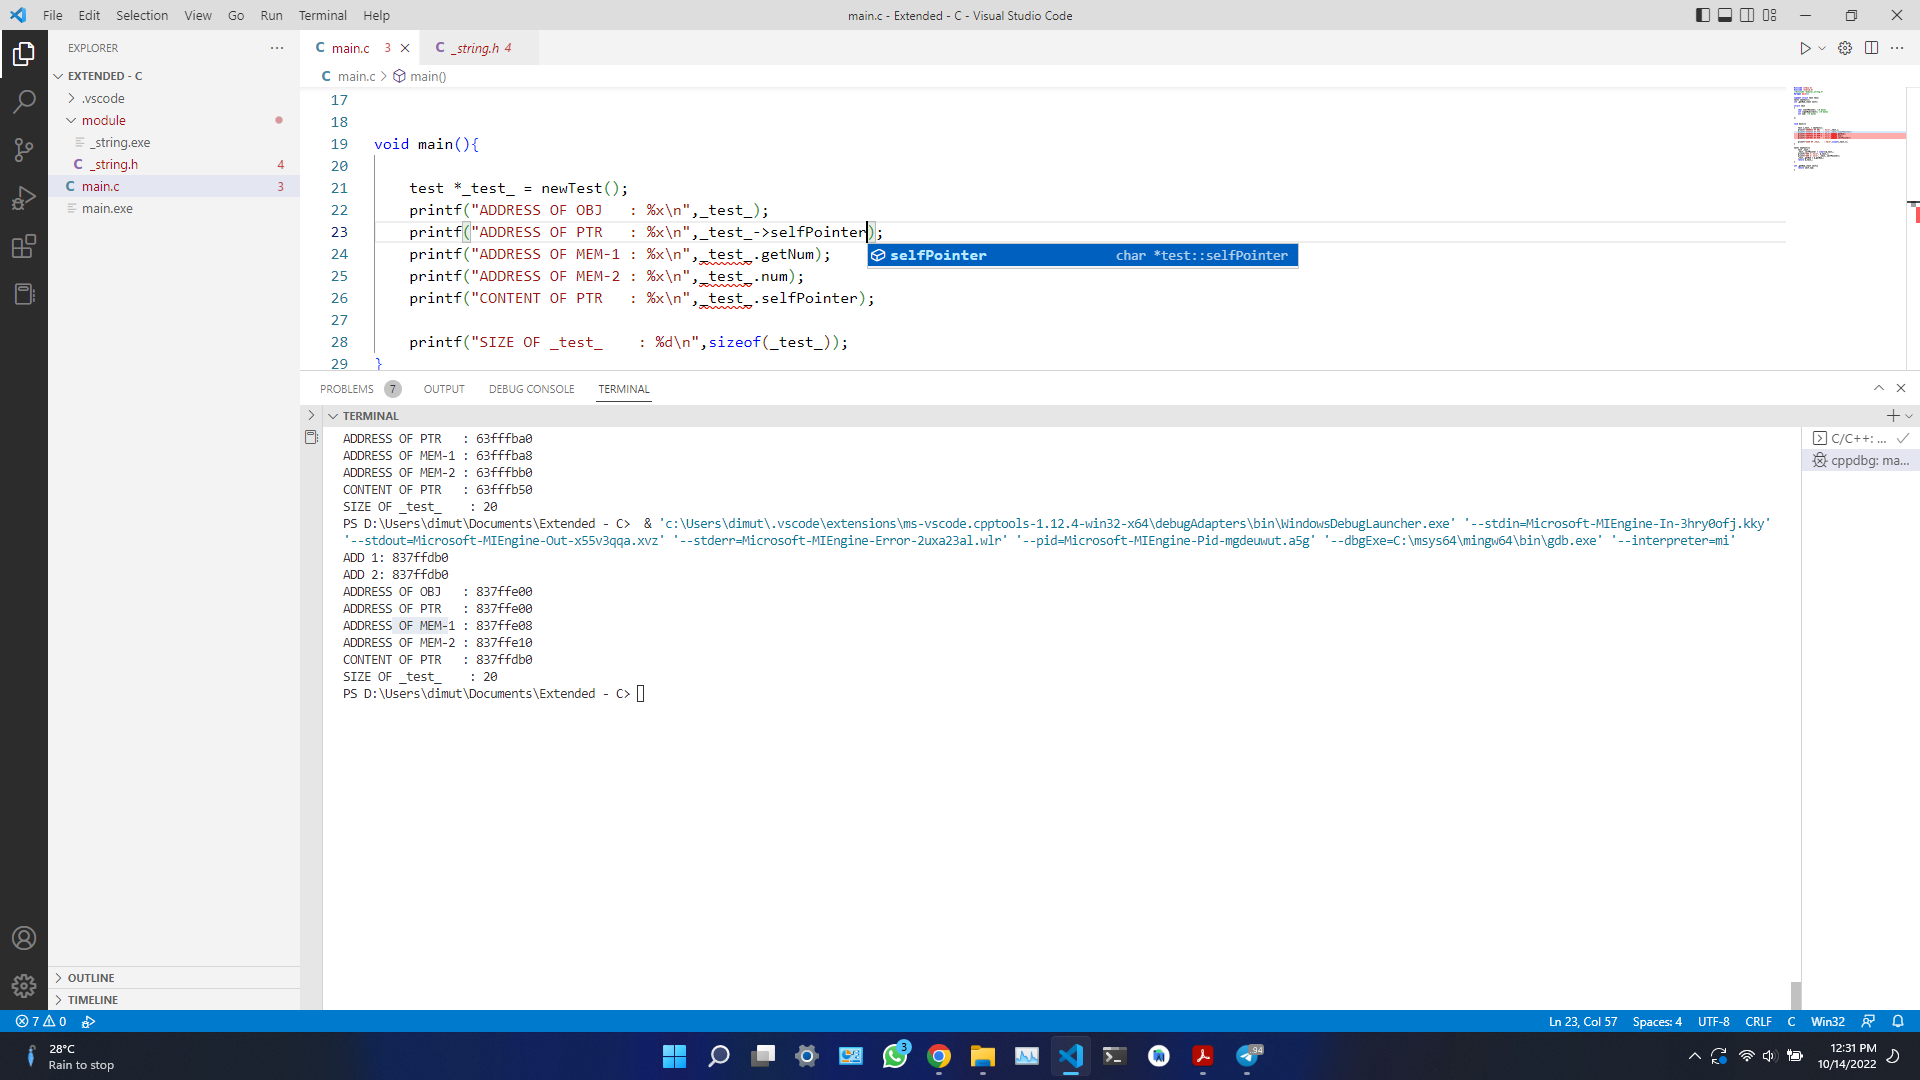 File Edit Selection View Go Run Terminal Help
main.c - Extended - C - Visual Studio Code
EXPLORER
EXTENDED - C
.vscode
module
_string.exe
_string.h 4
main.c 3
main.exe
OUTLINE
TIMELINE
C main.c 3
C _string.h 4
C main.c > main()
17
18
19 void main(){
20
21 test *_test_ = newTest();
22 printf("ADDRESS OF OBJ   : %x\n",_test_);
23 printf("ADDRESS OF PTR   : %x\n",_test_->selfPointer);
24 printf("ADDRESS OF MEM-1 : %x\n",_test_.getNum);
25 printf("ADDRESS OF MEM-2 : %x\n",_test_.num);
26 printf("CONTENT OF PTR   : %x\n",_test_.selfPointer);
27
28 printf("SIZE OF _test_    : %d\n",sizeof(_test_));
29 }
selfPointer char *test::selfPointer
PROBLEMS 7 OUTPUT DEBUG CONSOLE TERMINAL
TERMINAL
ADDRESS OF PTR   : 63fffba0
ADDRESS OF MEM-1 : 63fffba8
ADDRESS OF MEM-2 : 63fffbb0
CONTENT OF PTR   : 63fffb50
SIZE OF _test_    : 20
PS D:\Users\dimut\Documents\Extended - C>  & 'c:\Users\dimut\.vscode\extensions\ms-vscode.cpptools-1.12.4-win32-x64\debugAdapters\bin\WindowsDebugLauncher.exe' '--stdin=Microsoft-MIEngine-In-3hry0ofj.kky'
'--stdout=Microsoft-MIEngine-Out-x55v3qqa.xvz' '--stderr=Microsoft-MIEngine-Error-2uxa23al.wlr' '--pid=Microsoft-MIEngine-Pid-mgdeuwut.a5g' '--dbgExe=C:\msys64\mingw64\bin\gdb.exe' '--interpreter=mi'
ADD 1: 837ffdb0
ADD 2: 837ffdb0
ADDRESS OF OBJ   : 837ffe00
ADDRESS OF PTR   : 837ffe00
ADDRESS OF MEM-1 : 837ffe08
ADDRESS OF MEM-2 : 837ffe10
CONTENT OF PTR   : 837ffdb0
SIZE OF _test_    : 20
PS D:\Users\dimut\Documents\Extended - C>
C/C++: ...
cppdbg: ma...
7 0
Ln 23, Col 57 Spaces: 4 UTF-8 CRLF C Win32
28°C
Rain to stop
3
94
12:31 PM
10/14/2022